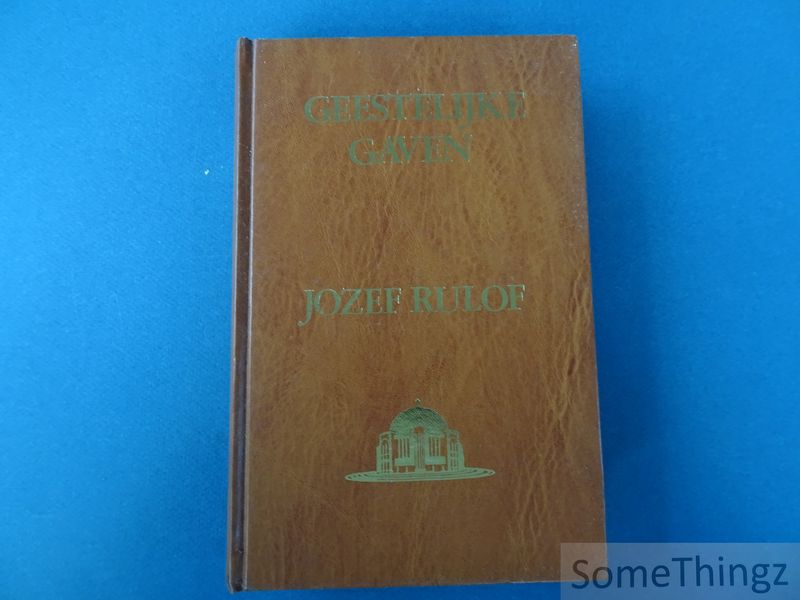 GEESTELIJKE
GAVEN
JOZEF RULOF
SomeThingz